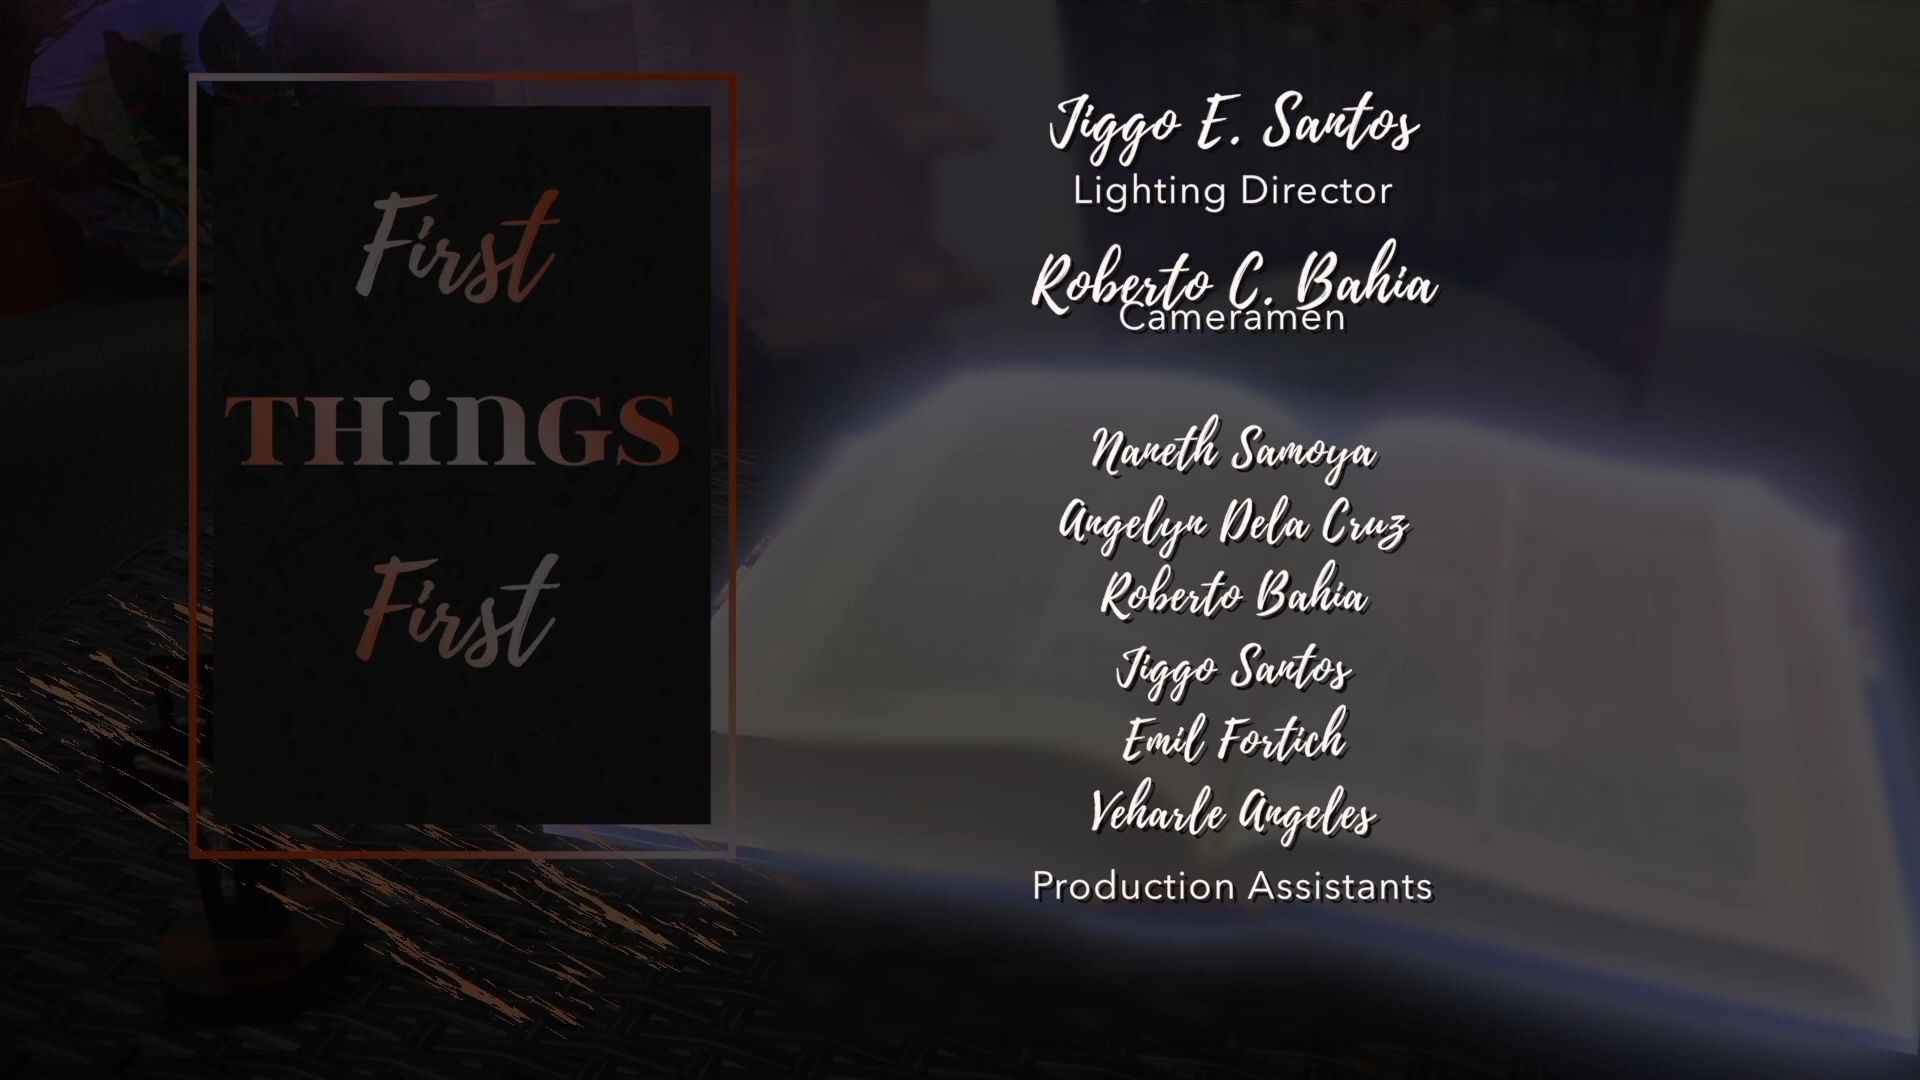 First
THiNGS
First
Jiggo E. Santos
Lighting Director
Roberto C. Bahia
Cameramen
Naneth Samoya
Angelyn Dela Cruz
Roberto Bahia
Jiggo Santos
Emil Fortich
Veharle Angeles
Production Assistants